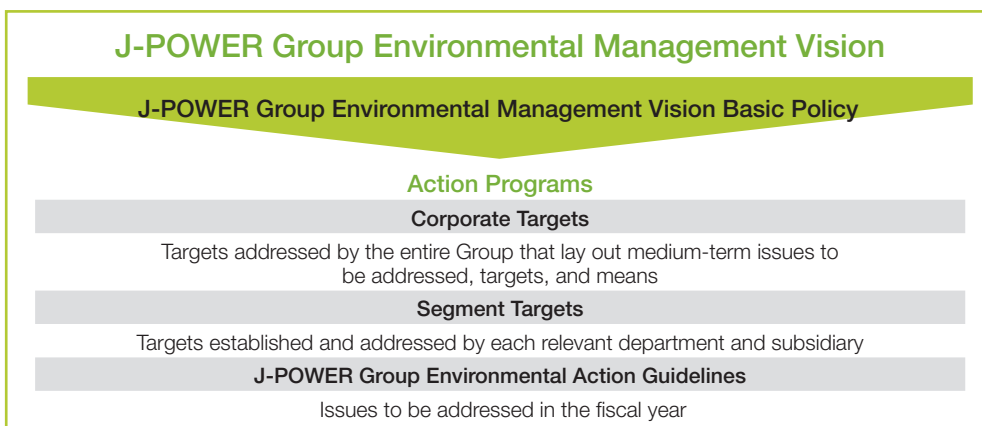 J-POWER Group Environmental Management Vision
J-POWER Group Environmental Management Vision Basic Policy
Action Programs
Corporate Targets
Targets addressed by the entire Group that lay out medium-term issues to
be addressed, targets, and means
Segment Targets
Targets established and addressed by each relevant department and subsidiary
J-POWER Group Environmental Action Guidelines
Issues to be addressed in the fiscal year